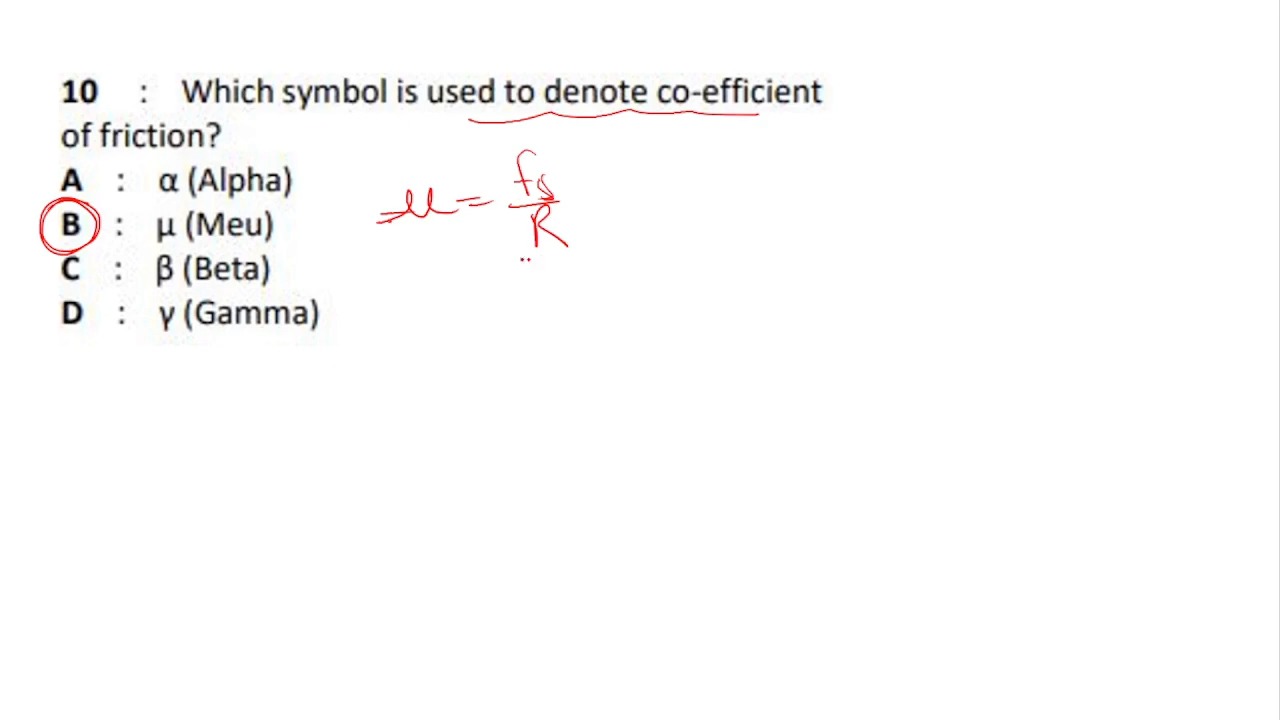 10 : Which symbol is used to denote co-efficient
of friction?
A : α (Alpha)
B : μ (Meu)
C : β (Beta)
D : γ (Gamma)
μ = fs/R